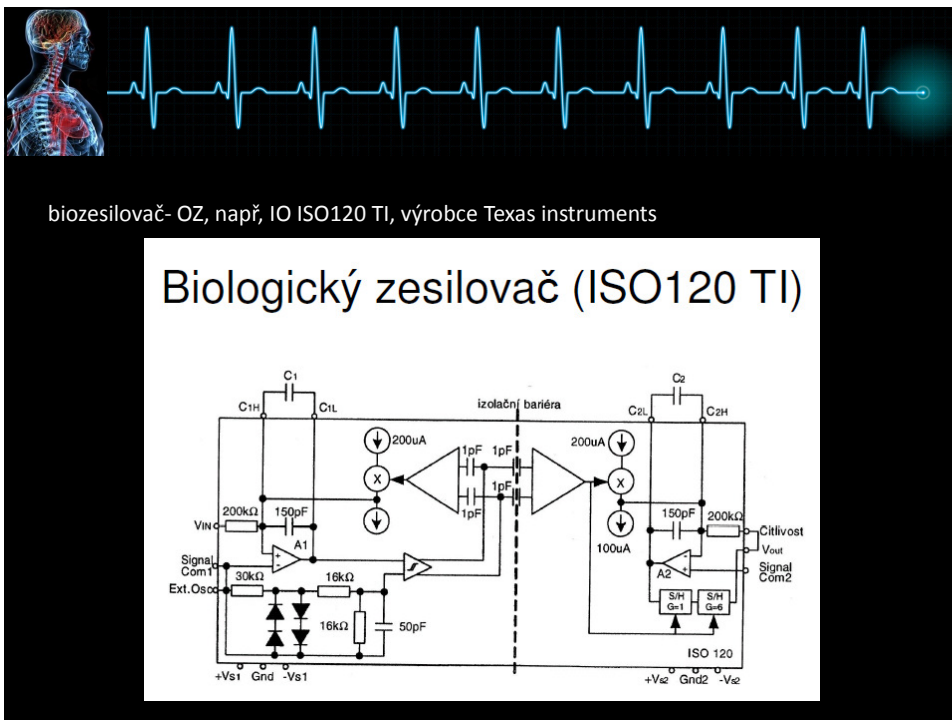 biozesilovač- OZ, např, IO ISO120 TI, výrobce Texas instruments
Biologický zesilovač (ISO120 TI)
C1
C1H
C1L
izolační bariéra
C2
C2L
C2H
200uA
1pF
1pF
200uA
X
X
1pF
1pF
200kΩ
150pF
VIN
A1
150pF
200kΩ
Citlivost
100uA
Vout
Signal
Com1
A2
Signal
Com2
Ext.Osc
30kΩ
16kΩ
S/H
G=1
S/H
G=6
16kΩ
50pF
ISO 120
+Vs1 Gnd -Vs1
+Vs2 Gnd2 -Vs2